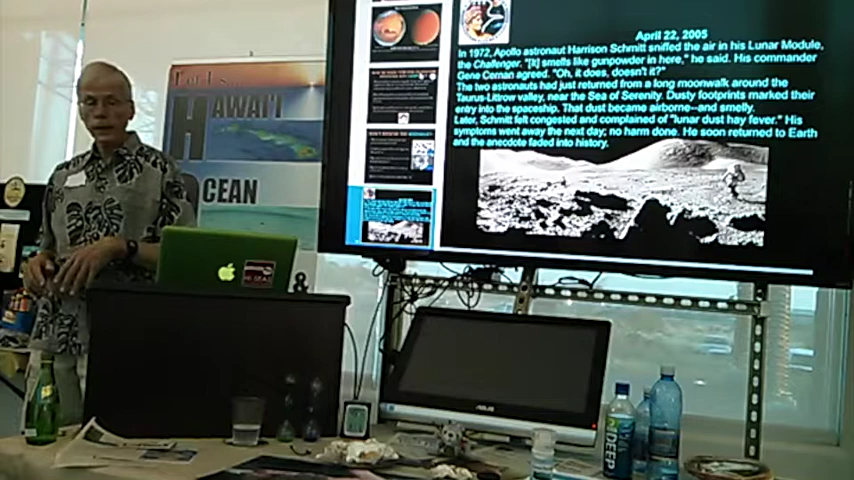 April 22, 2005
In 1972, Apollo astronaut Harrison Schmitt sniffed the air in his Lunar Module,
the Challenger. "[It] smells like gunpowder in here," he said. His commander
Gene Cernan agreed. "Oh, it does, doesn't it?"
The two astronauts had just returned from a long moonwalk around the
Taurus-Littrow valley, near the Sea of Serenity. Dusty footprints marked their
entry into the spaceship. That dust became airborne--and smelly.
Later, Schmitt felt congested and complained of "lunar dust hay fever." His
symptoms went away the next day; no harm done. He soon returned to Earth
and the anecdote faded into history.
HAWAI'I
OCEAN
ASUS
DEEP